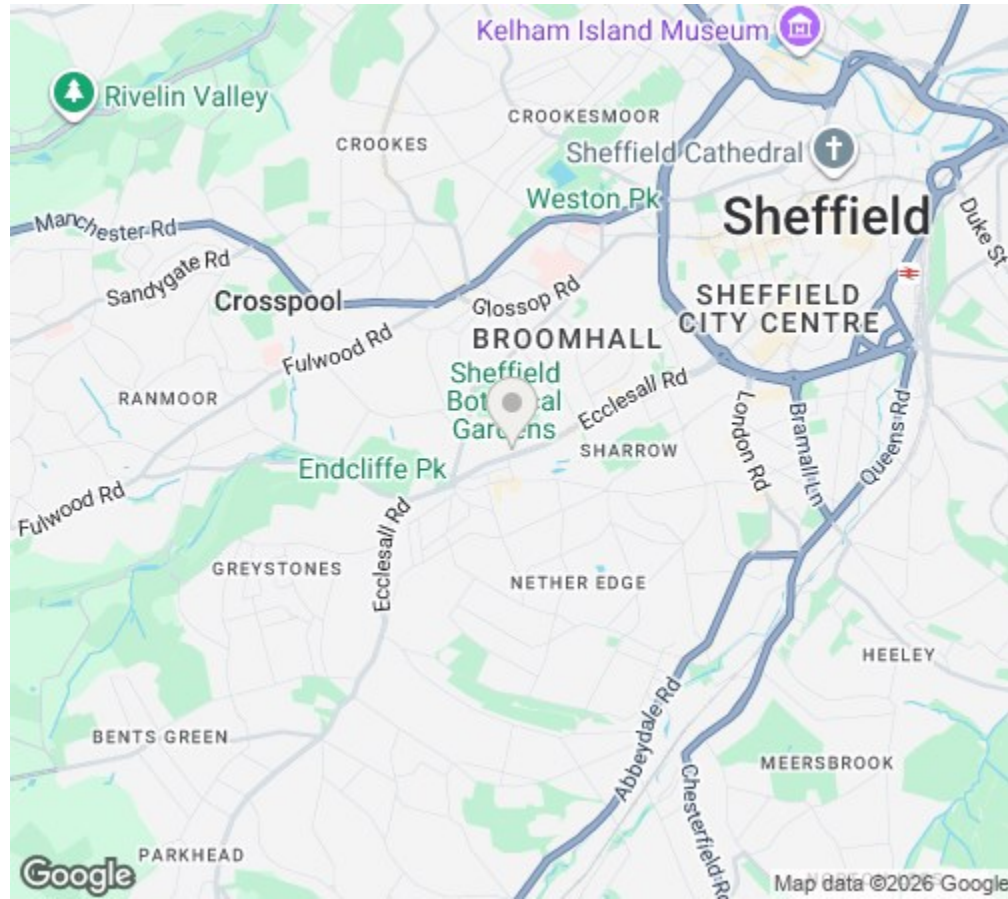 Kelham Island Museum
Rivelin Valley
CROOKESMOOR
CROOKES
Sheffield Cathedral
Weston Pk
Sheffield
Manchester Rd
Duke St
Sandygate Rd
Crosspool
Glossop Rd
SHEFFIELD
CITY CENTRE
BROOMHALL
Fulwood Rd
Sheffield
Botanical
Gardens
RANMOOR
Ecclesall Rd
London Rd
Bramall Ln
Queens Rd
SHARROW
Endcliffe Pk
Fulwood Rd
Ecclesall Rd
GREYSTONES
NETHER EDGE
HEELEY
Abbeydale Rd
BENTS GREEN
MEERSBROOK
Chesterfield Rd
PARKHEAD
Google
Map data ©2026 Google